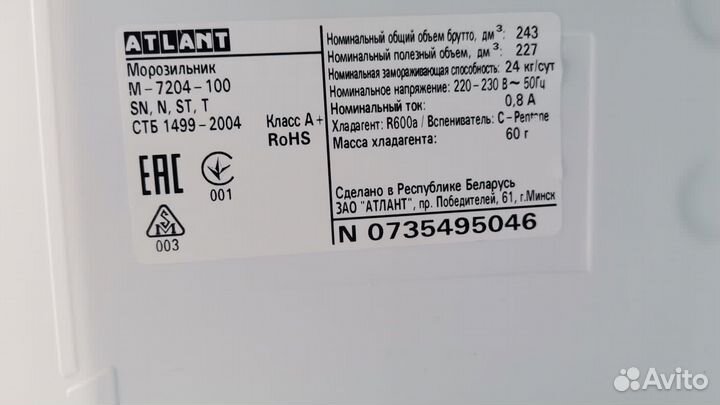 ATLANT
Морозильник
М-7204-100
SN, N, ST, T
СТБ 1499-2004
Класс А+
RoHS
EAC
001
003
Номинальный общий объем брутто, дм³: 243
Номинальный полезный объем, дм³: 227
Номинальная замораживающая способность: 24 кг/сут
Номинальное напряжение: 220-230 В~ 50Гц
Номинальный ток: 0,8 А
Хладагент: R600a / Вспениватель: C-Pentane
Масса хладагента: 60 г
Сделано в Республике Беларусь
ЗАО "АТЛАНТ", пр. Победителей, 61, г.Минск
N 0735495046
Avito